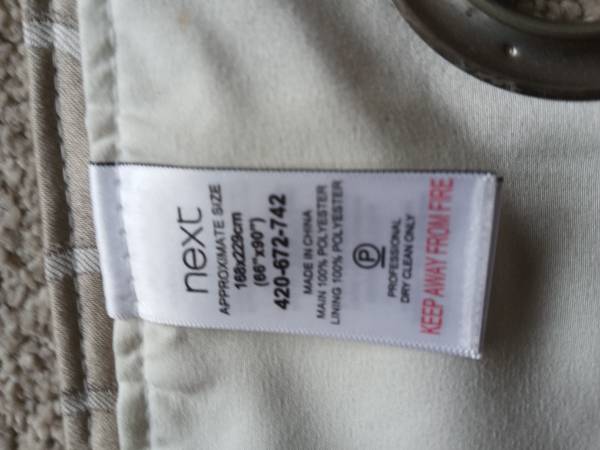 next
APPROXIMATE SIZE
168x229cm
(66"x90")
420-672-742
MADE IN CHINA
MAIN 100% POLYESTER
LINING 100% POLYESTER
P
PROFESSIONAL
DRY CLEAN ONLY
KEEP AWAY FROM FIRE